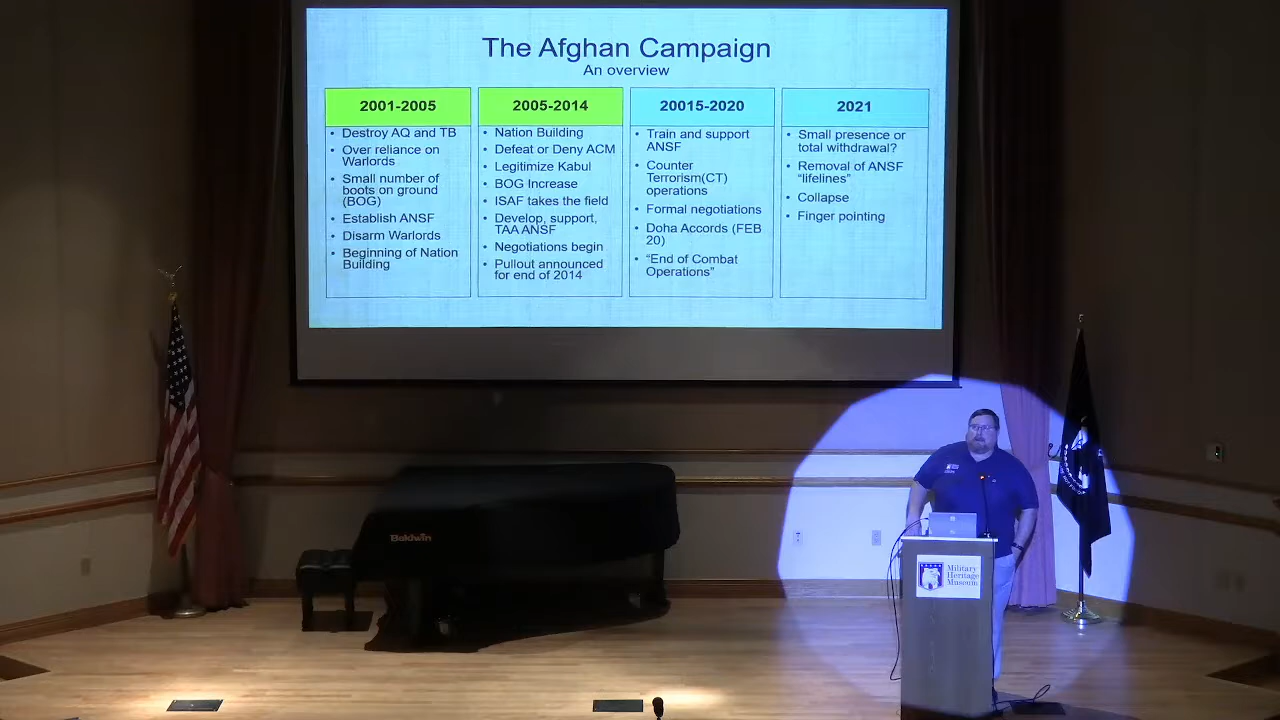 The Afghan Campaign
An overview
2001-2005
• Destroy AQ and TB
• Over reliance on
Warlords
• Small number of
boots on ground
(BOG)
• Establish ANSF
• Disarm Warlords
• Beginning of Nation
Building
2005-2014
• Nation Building
• Defeat or Deny ACM
• Legitimize Kabul
• BOG Increase
• ISAF takes the field
• Develop, support,
TAA ANSF
• Negotiations begin
• Pullout announced
for end of 2014
20015-2020
• Train and support
ANSF
• Counter
Terrorism(CT)
operations
• Formal negotiations
• Doha Accords (FEB
20)
• “End of Combat
Operations”
2021
• Small presence or
total withdrawal?
• Removal of ANSF
“lifelines”
• Collapse
• Finger pointing
Baldwin
Military
Heritage
Museum